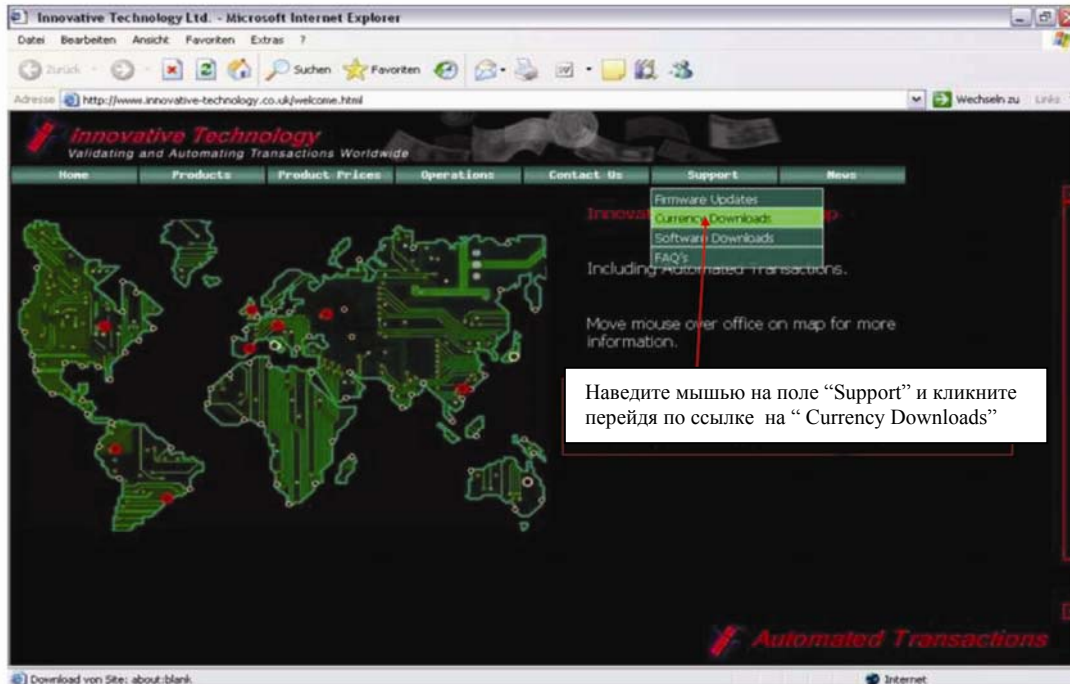 Innovative Technology Ltd. - Microsoft Internet Explorer
Datei Bearbeiten Ansicht Favoriten Extras ?
Zurück Suchen Favoriten
Adresse http://www.innovative-technology.co.uk/welcome.html Wechseln zu Links
Innovative Technology
Validating and Automating Transactions Worldwide
Home Products Product Prices Operations Contact Us Support News
Firmware Updates
Currency Downloads
Software Downloads
FAQ's
Including Automated Transactions.
Move mouse over office on map for more
information.
Наведите мышью на поле “Support” и кликните
перейдя по ссылке на “ Currency Downloads”
Automated Transactions
Download von Site: about:blank Internet